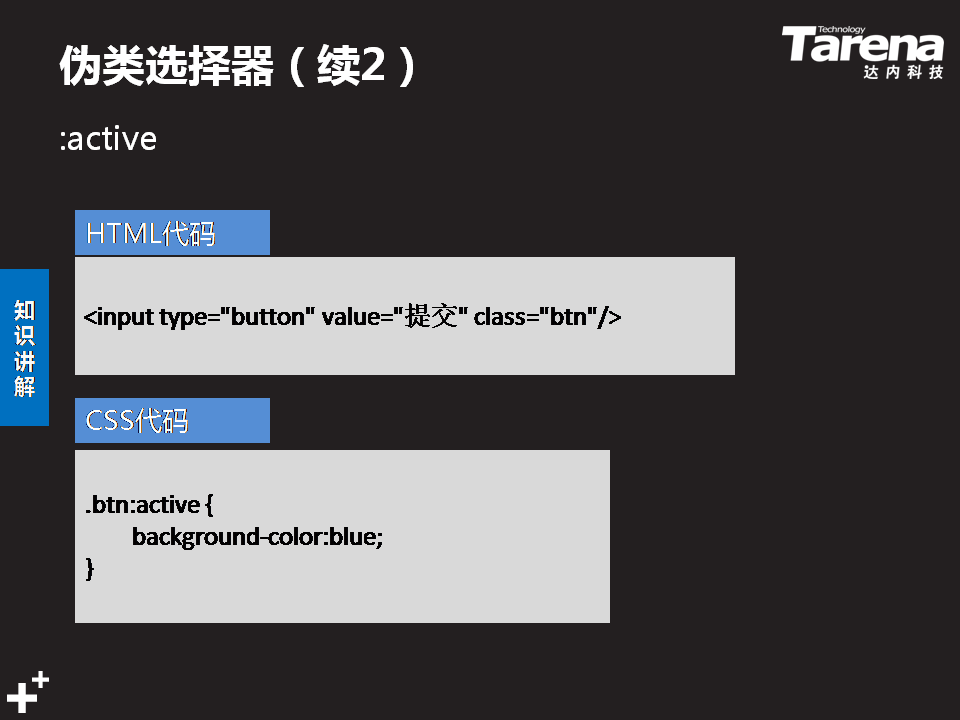 伪类选择器（续2）
Technology
Tarena
达内科技
:active
HTML代码
<input type="button" value="提交" class="btn"/>
知识讲解
CSS代码
.btn:active {
background-color:blue;
}